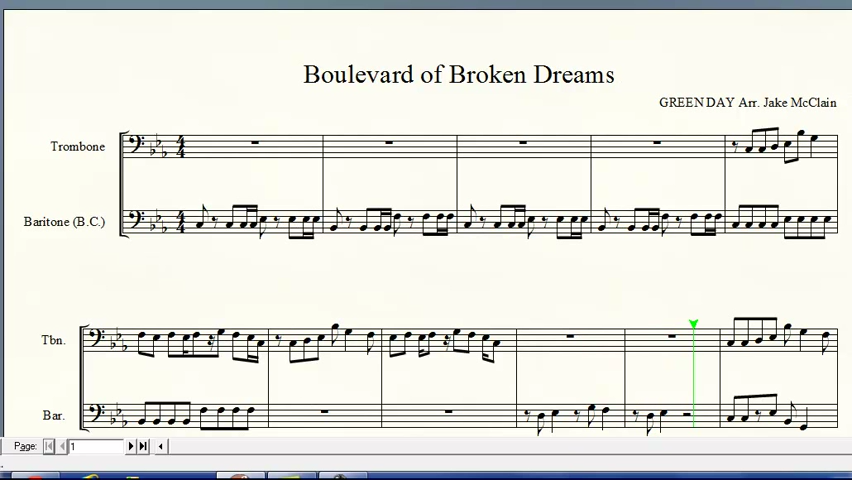 Boulevard of Broken Dreams
GREEN DAY Arr. Jake McClain
Trombone
Baritone (B.C.)
Tbn.
Bar.
Page: 1